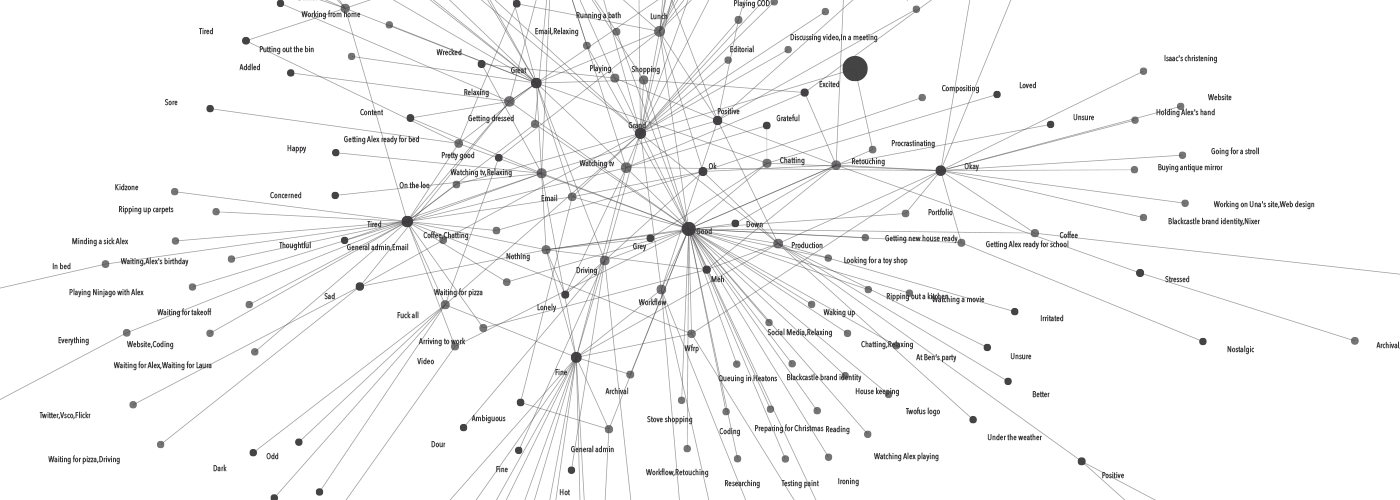 Working from home
Running a bath
Lunch
Playing COD
Tired
Email,Relaxing
Discussing video,In a meeting
Putting out the bin
Wrecked
Editorial
Isaac's christening
Addled
Great
Playing
Shopping
Excited
Compositing
Loved
Relaxing
Website
Sore
Content
Getting dressed
Positive
Grateful
Unsure
Holding Alex's hand
Grand
Getting Alex ready for bed
Procrastinating
Happy
Pretty good
Watching tv
Ok
Chatting
Retouching
Okay
Going for a stroll
Watching tv,Relaxing
Buying antique mirror
Kidzone
Concerned
On the loo
Email
Working on Una's site,Web design
Ripping up carpets
Tired
Down
Portfolio
Blackcastle brand identity,Nixer
Coffee,Chatting
Good
Coffee
Minding a sick Alex
Thoughtful
General admin,Email
Grey
Production
Getting new house ready
Getting Alex ready for school
Nothing
Looking for a toy shop
In bed
Waiting,Alex's birthday
Driving
Meh
Stressed
Playing Ninjago with Alex
Sad
Waiting for pizza
Lonely
Workflow
Ripping out a kitchen
Watching a movie
Waiting for takeoff
Fuck all
Waking up
Irritated
Everything
Website,Coding
Arriving to work
Wfrp
Social Media,Relaxing
Chatting,Relaxing
Nostalgic
Archival,
Waiting for Alex,Waiting for Laura
Video
At Ben's party
Unsure
Fine
Queuing in Heatons
Blackcastle brand identity
Archival
House keeping
Better
Twitter,Vsco,Flickr
Ambiguous
Stove shopping
Twofus logo
Dour
Coding
Preparing for Christmas
Reading
Under the weather
Waiting for pizza,Driving
Odd
General admin
Watching Alex playing
Dark
Fine
Workflow,Retouching
Positive
Hot
Researching
Testing paint
Ironing